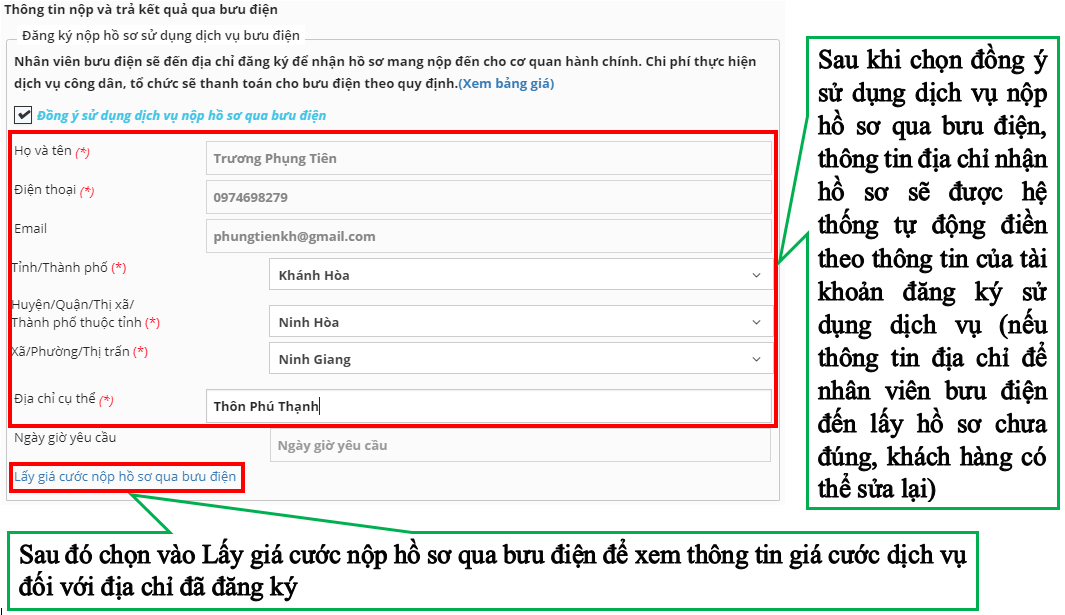 Thông tin nộp và trả kết quả qua bưu điện
Đăng ký nộp hồ sơ sử dụng dịch vụ bưu điện
Nhân viên bưu điện sẽ đến địa chỉ đăng ký để nhận hồ sơ mang nộp đến cho cơ quan hành chính. Chi phí thực hiện
dịch vụ công dân, tổ chức sẽ thanh toán cho bưu điện theo quy định.(Xem bảng giá)
Đồng ý sử dụng dịch vụ nộp hồ sơ qua bưu điện
Họ và tên (*)
Trương Phụng Tiên
Điện thoại (*)
0974698279
Email
phungtienkh@gmail.com
Tỉnh/Thành phố (*)
Khánh Hòa
Huyện/Quận/Thị xã/
Thành phố thuộc tỉnh (*)
Ninh Hòa
Xã/Phường/Thị trấn (*)
Ninh Giang
Địa chỉ cụ thể (*)
Thôn Phú Thạnh
Ngày giờ yêu cầu
Ngày giờ yêu cầu
Lấy giá cước nộp hồ sơ qua bưu điện
Sau khi chọn đồng ý
sử dụng dịch vụ nộp
hồ sơ qua bưu điện,
thông tin địa chỉ nhận
hồ sơ sẽ được hệ
thống tự động điền
theo thông tin của tài
khoản đăng ký sử
dụng dịch vụ (nếu
thông tin địa chỉ để
nhân viên bưu điện
đến lấy hồ sơ chưa
đúng, khách hàng có
thể sửa lại)
Sau đó chọn vào Lấy giá cước nộp hồ sơ qua bưu điện để xem thông tin giá cước dịch vụ
đối với địa chỉ đã đăng ký